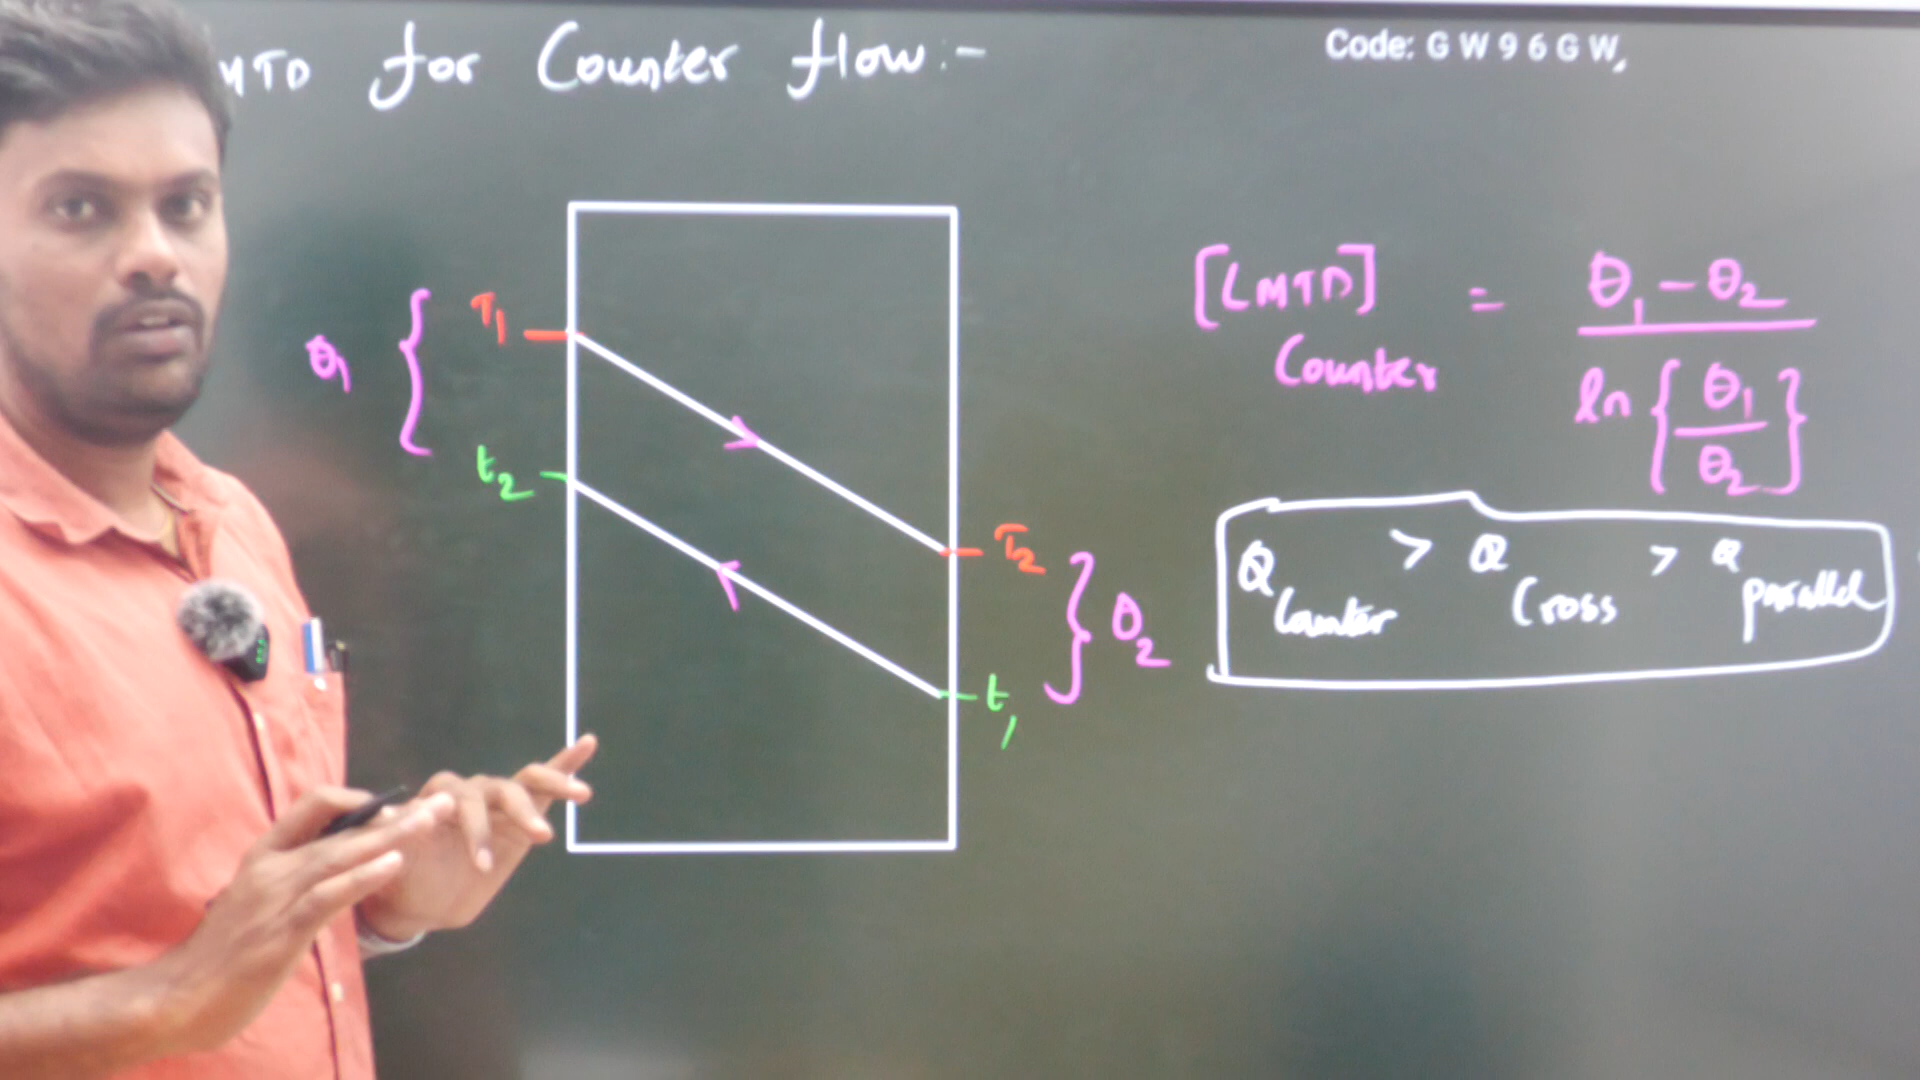 MTD for Counter flow :-
Code: G W 9 6 G W,
T1
θ1
t2
T2
θ2
t1
[LMTD] Counter = θ1 - θ2 / ln { θ1 / θ2 }
Q Counter > Q Cross > Q parallel